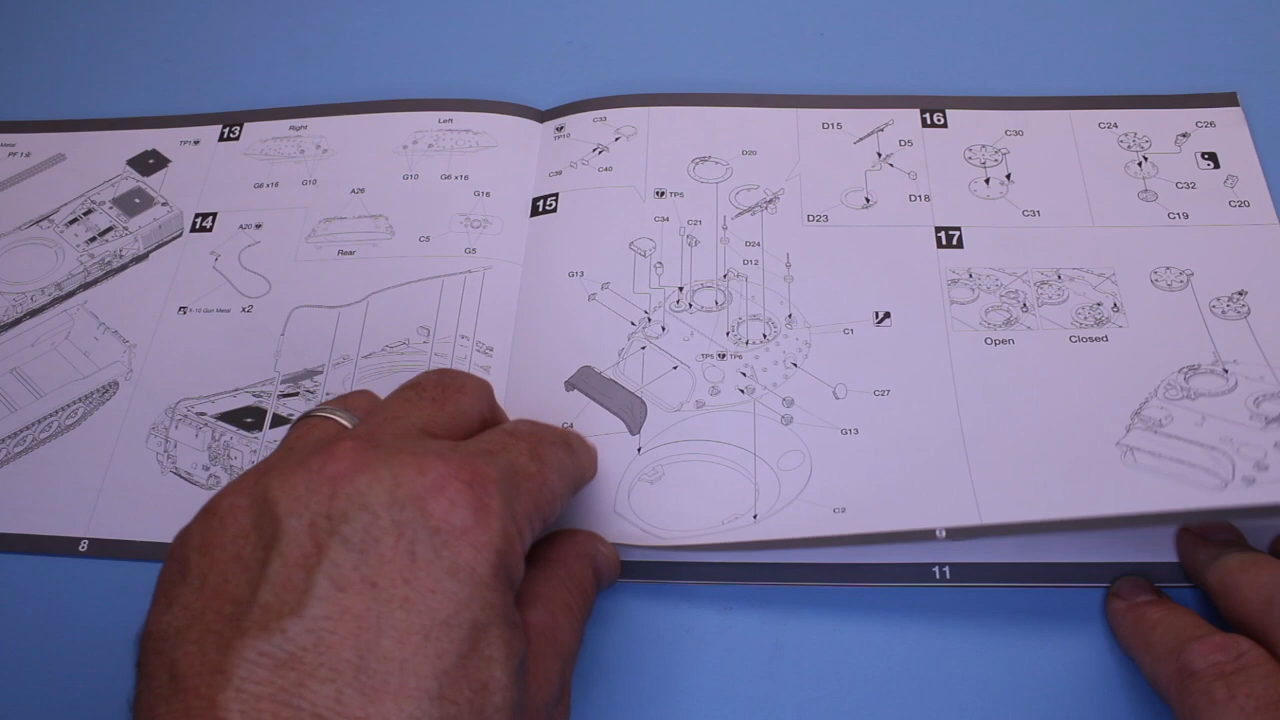 Metal
PF 1
TP1
13
Right
Left
G6 x16
G10
G10
G6 x16
A26
Rear
G16
C5
G5
14
A20
X-10 Gun Metal
x2
8
TP10
C33
C39
C40
15
D20
TP5
C34
C21
D24
D12
G13
C1
TP5
TP6
C27
C4
G13
C2
D15
D5
D18
D23
9
16
C30
C31
C24
C26
C32
C19
C20
17
Open
Closed
11